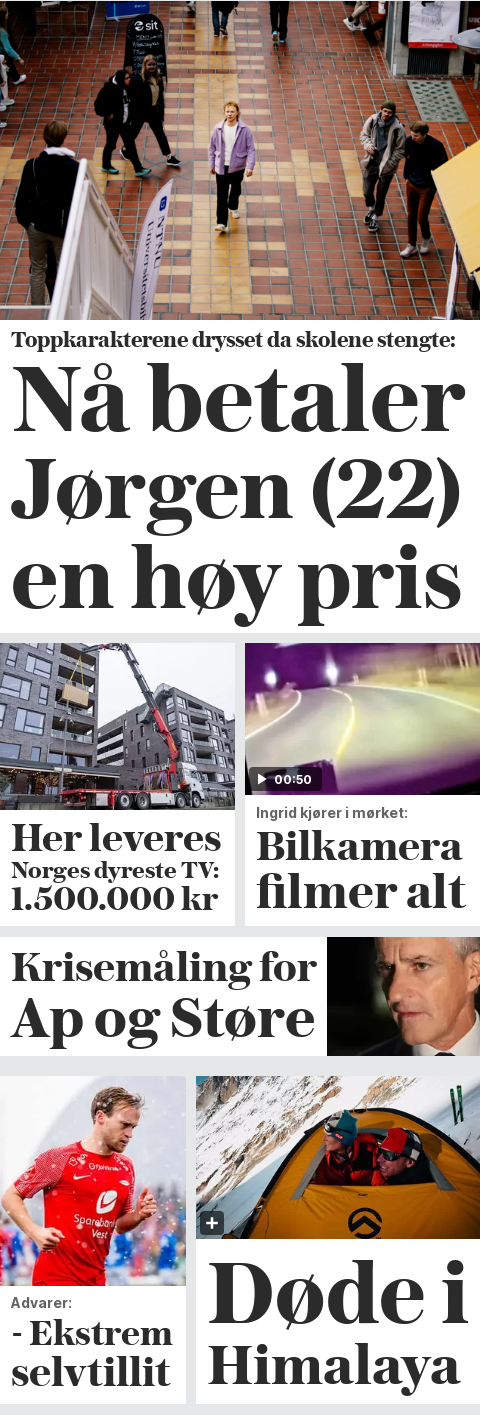 sit
NTNU
Toppkarakterene drysset da skolene stengte:
Nå betaler
Jørgen (22)
en høy pris
00:50
Her leveres
Norges dyreste TV:
1.500.000 kr
Ingrid kjører i mørket:
Bilkamera
filmer alt
Krisemåling for
Ap og Støre
Sparebanken
Vest
Advarer:
- Ekstrem
selvtillit
Døde i
Himalaya